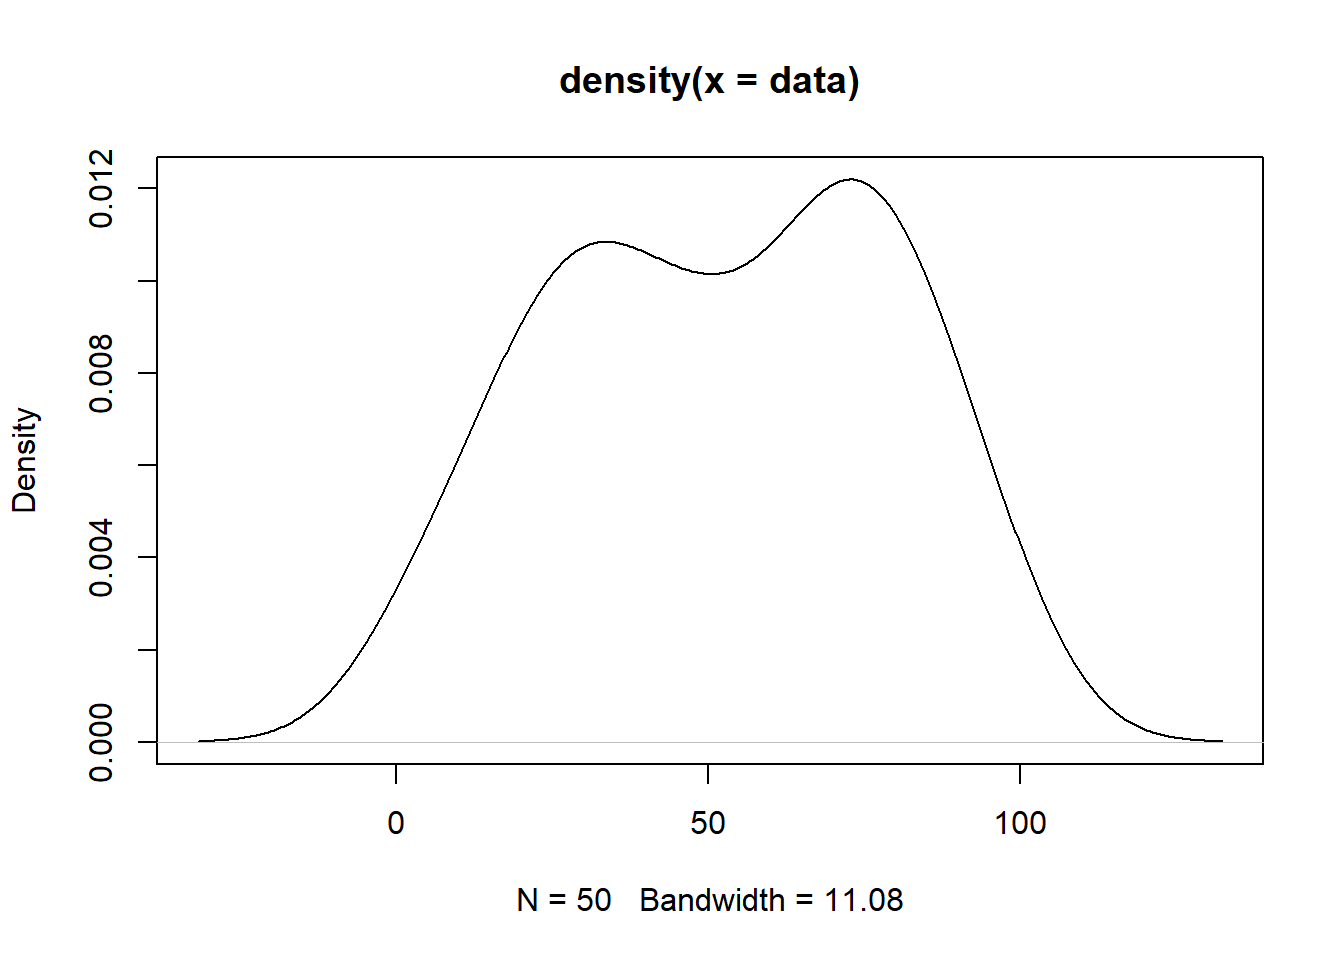 density(x = data)
Density
0.012
0.008
0.004
0.000
0 50 100
N = 50 Bandwidth = 11.08